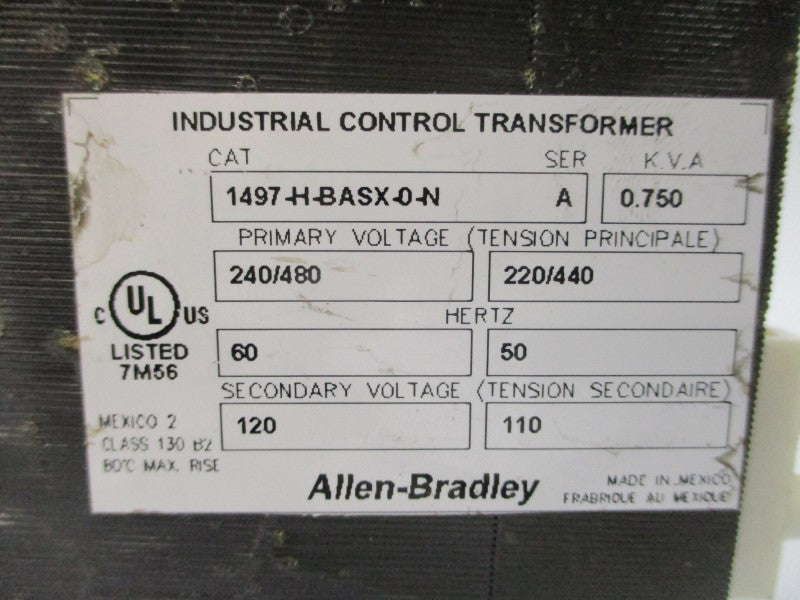 INDUSTRIAL CONTROL TRANSFORMER
CAT SER K.V.A
1497-H-BASX-0-N A 0.750
PRIMARY VOLTAGE (TENSION PRINCIPALE)
240/480 220/440
HERTZ
60 50
C UL US
LISTED
7M56
SECONDARY VOLTAGE (TENSION SECONDAIRE)
120 110
MEXICO 2
CLASS 130 B2
80°C MAX. RISE
Allen-Bradley
MADE IN MEXICO
FRABRIQUE AU MEXIQUE